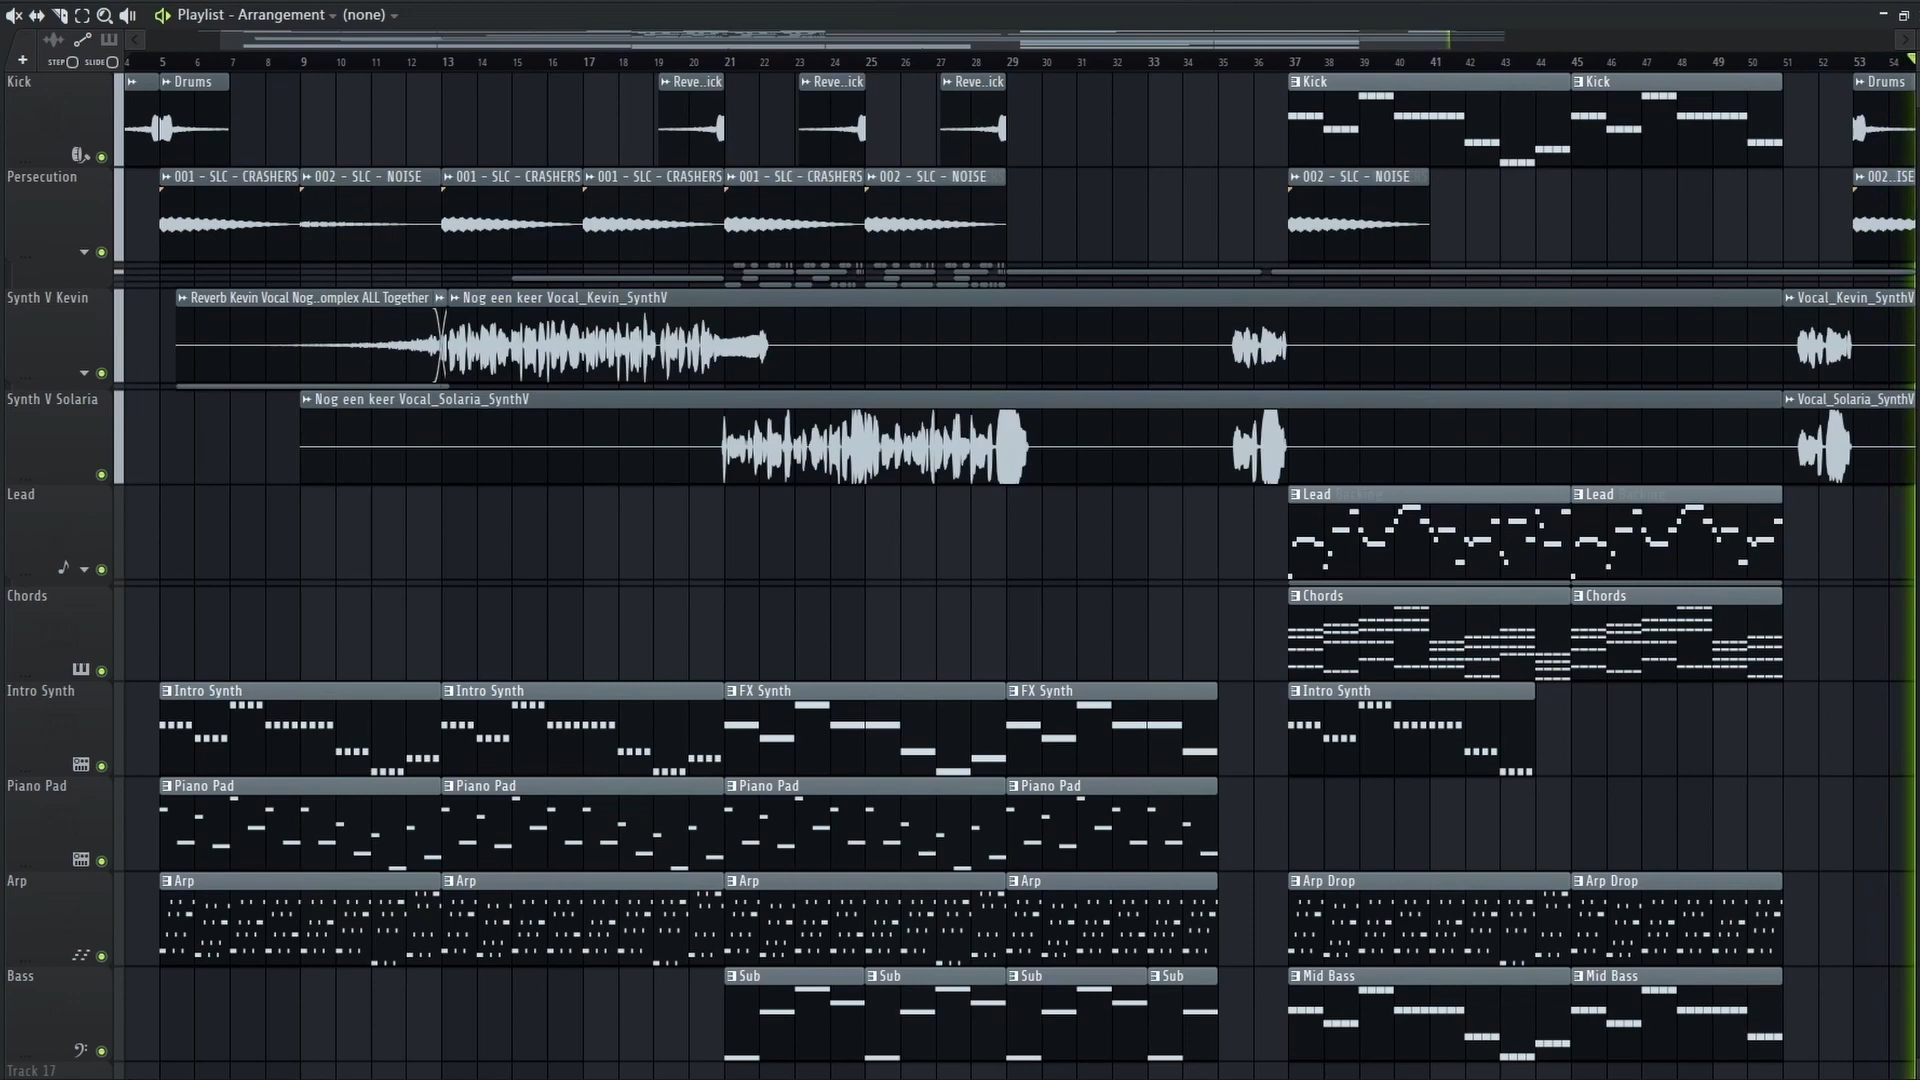 Playlist - Arrangement (none)
STEP SLIDE
4 5 6 7 8 9 10 11 12 13 14 15 16 17 18 19 20 21 22 23 24 25 26 27 28 29 30 31 32 33 34 35 36 37 38 39 40 41 42 43 44 45 46 47 48 49 50 51 52 53 54
Kick Drums Reve..ick Reve..ick Reve..ick Kick Kick Drums
Persecution 001 - SLC - CRASHERS 002 - SLC - NOISE 001 - SLC - CRASHERS 001 - SLC - CRASHERS 001 - SLC - CRASHERS 002 - SLC - NOISE 002 - SLC - NOISE 002..ISE
Synth V Kevin Reverb Kevin Vocal Nog..omplex ALL Together Nog een keer Vocal_Kevin_SynthV Vocal_Kevin_SynthV
Synth V Solaria Nog een keer Vocal_Solaria_SynthV Vocal_Solaria_SynthV
Lead Lead Lead
Chords Chords Chords
Intro Synth Intro Synth Intro Synth FX Synth FX Synth Intro Synth
Piano Pad Piano Pad Piano Pad Piano Pad Piano Pad
Arp Arp Arp Arp Arp Arp Drop Arp Drop
Bass Sub Sub Sub Sub Mid Bass Mid Bass
Track 17